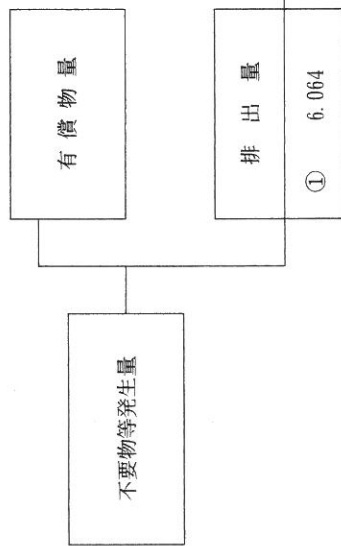 不要物等発生量
有償物量
排出量
① 6.064